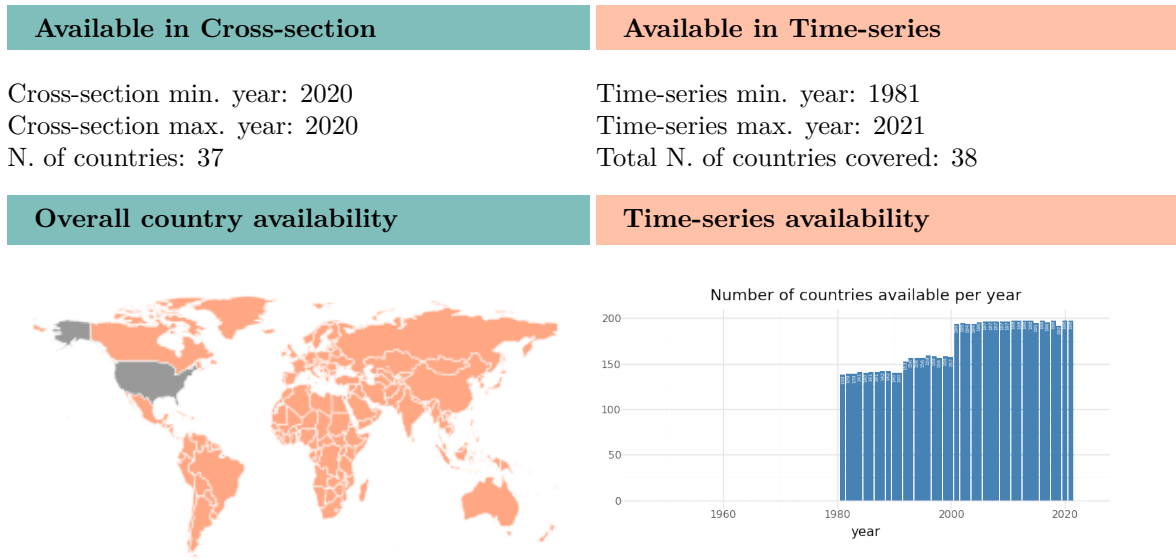 Available in Cross-section
Available in Time-series
Cross-section min. year: 2020
Cross-section max. year: 2020
N. of countries: 37
Time-series min. year: 1981
Time-series max. year: 2021
Total N. of countries covered: 38
Overall country availability
Time-series availability
Number of countries available per year
200
150
100
50
0
1960 1980 2000 2020
year